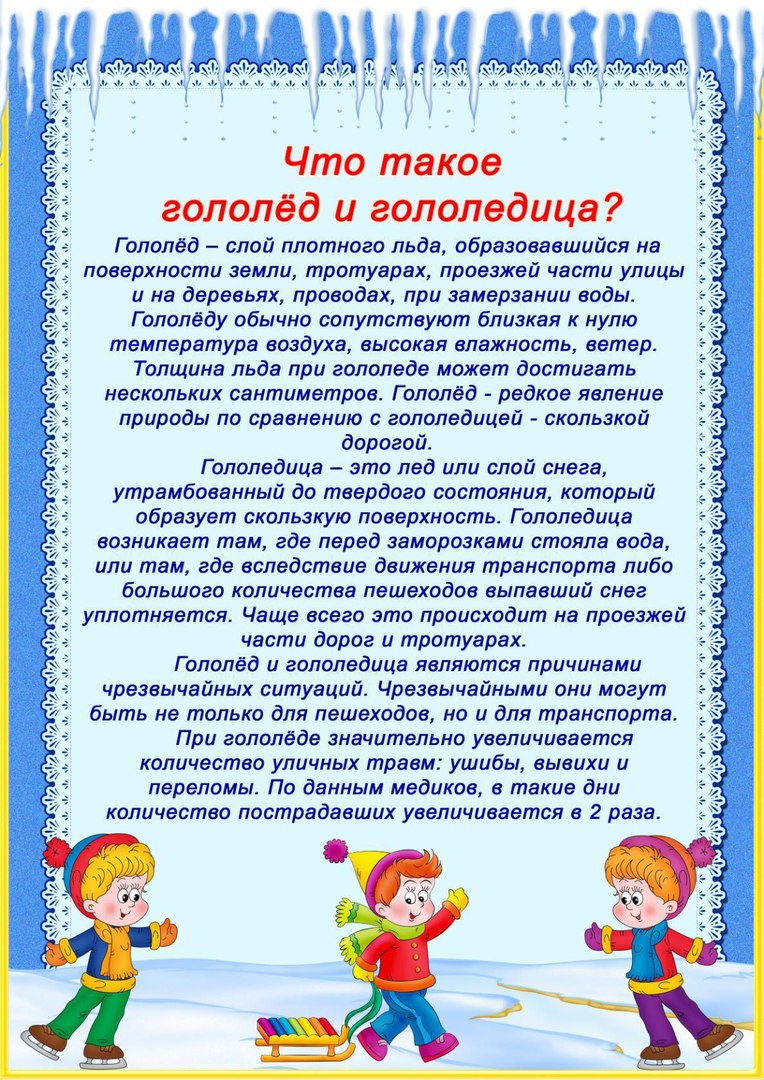 Что такое
гололёд и гололедица?
Гололёд – слой плотного льда, образовавшийся на
поверхности земли, тротуарах, проезжей части улицы
и на деревьях, проводах, при замерзании воды.
Гололёду обычно сопутствуют близкая к нулю
температура воздуха, высокая влажность, ветер.
Толщина льда при гололеде может достигать
нескольких сантиметров. Гололёд - редкое явление
природы по сравнению с гололедицей - скользкой
дорогой.
Гололедица – это лед или слой снега,
утрамбованный до твердого состояния, который
образует скользкую поверхность. Гололедица
возникает там, где перед заморозками стояла вода,
или там, где вследствие движения транспорта либо
большого количества пешеходов выпавший снег
уплотняется. Чаще всего это происходит на проезжей
части дорог и тротуарах.
Гололёд и гололедица являются причинами
чрезвычайных ситуаций. Чрезвычайными они могут
быть не только для пешеходов, но и для транспорта.
При гололёде значительно увеличивается
количество уличных травм: ушибы, вывихи и
переломы. По данным медиков, в такие дни
количество пострадавших увеличивается в 2 раза.